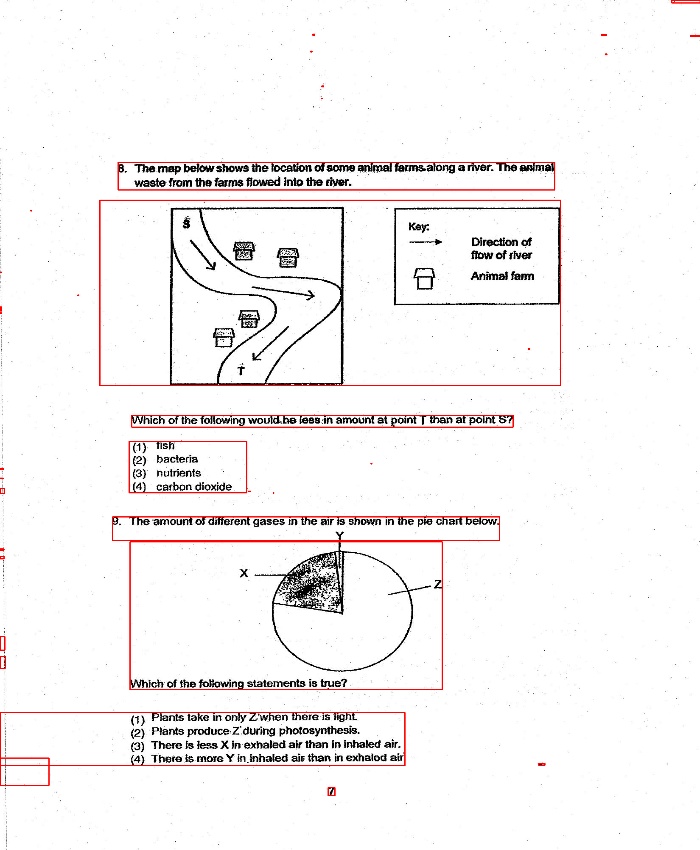 8. The map below shows the location of some animal farms along a river. The animal
waste from the farms flowed into the river.
S
T
Key:
Direction of
flow of river
Animal farm
Which of the following would be less in amount at point T than at point S?
(1) fish
(2) bacteria
(3) nutrients
(4) carbon dioxide
9. The amount of different gases in the air is shown in the pie chart below.
Y
X
Z
Which of the following statements is true?
(1) Plants take in only Z when there is light.
(2) Plants produce Z during photosynthesis.
(3) There is less X in exhaled air than in inhaled air.
(4) There is more Y in inhaled air than in exhaled air
7